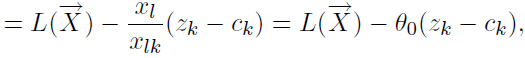 = L(\overrightarrow{X}) - \frac{x_l}{x_{lk}}(z_k - c_k) = L(\overrightarrow{X}) - \theta_0(z_k - c_k),